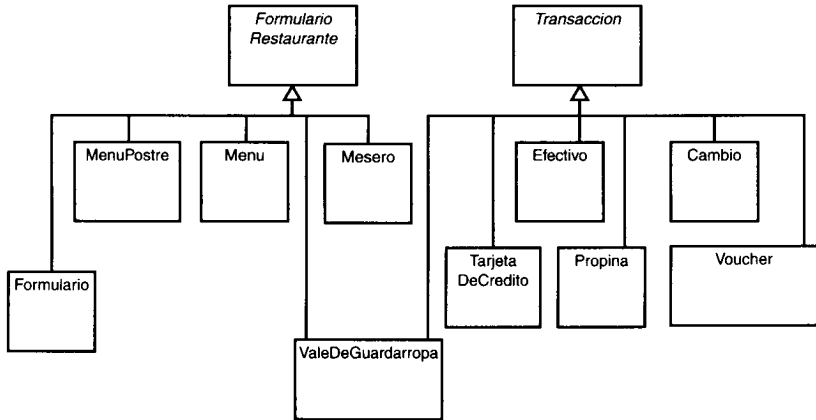 Formulario
Restaurante
Transaccion
MenuPostre
Menu
Mesero
Efectivo
Cambio
Formulario
Tarjeta
DeCredito
Propina
Voucher
ValeDeGuardarropa